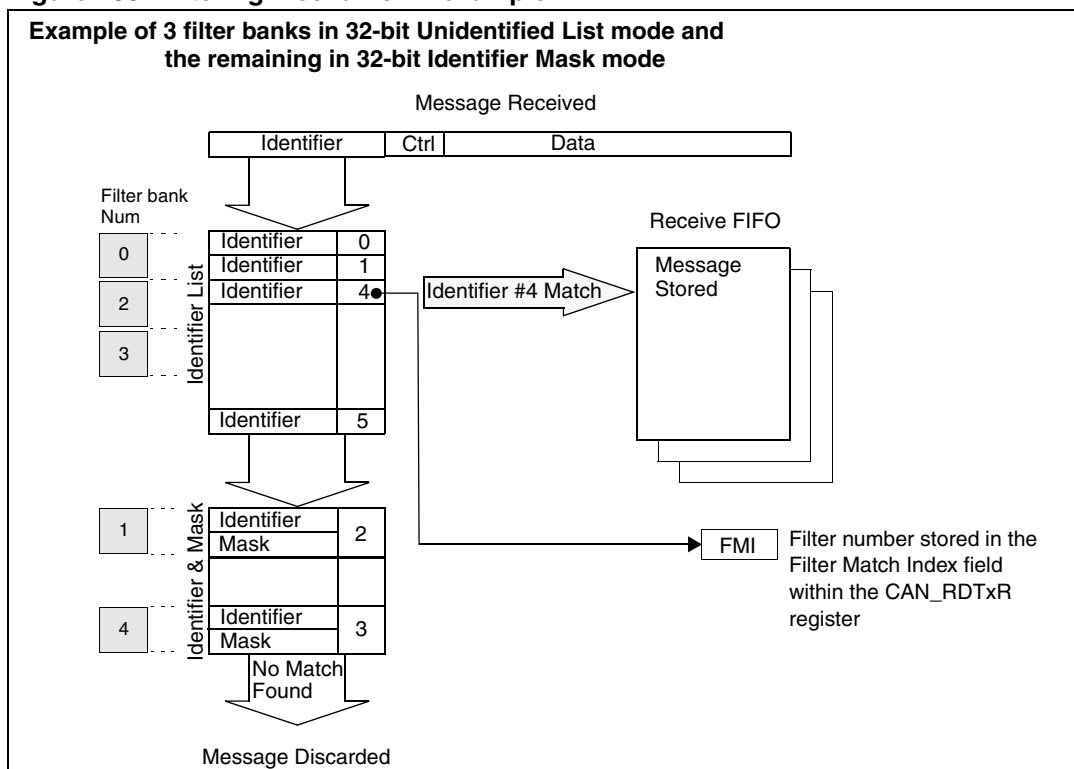 Example of 3 filter banks in 32-bit Unidentified List mode and
the remaining in 32-bit Identifier Mask mode
Message Received
Identifier Ctrl Data
Filter bank
Num
Receive FIFO
0
2
3
Identifier List
Identifier 0
Identifier 1
Identifier 4
Identifier 5
Identifier #4 Match
Message
Stored
1
4
Identifier & Mask
Identifier
Mask
2
Identifier
Mask
3
FMI
Filter number stored in the
Filter Match Index field
within the CAN_RDTxR
register
No Match
Found
Message Discarded